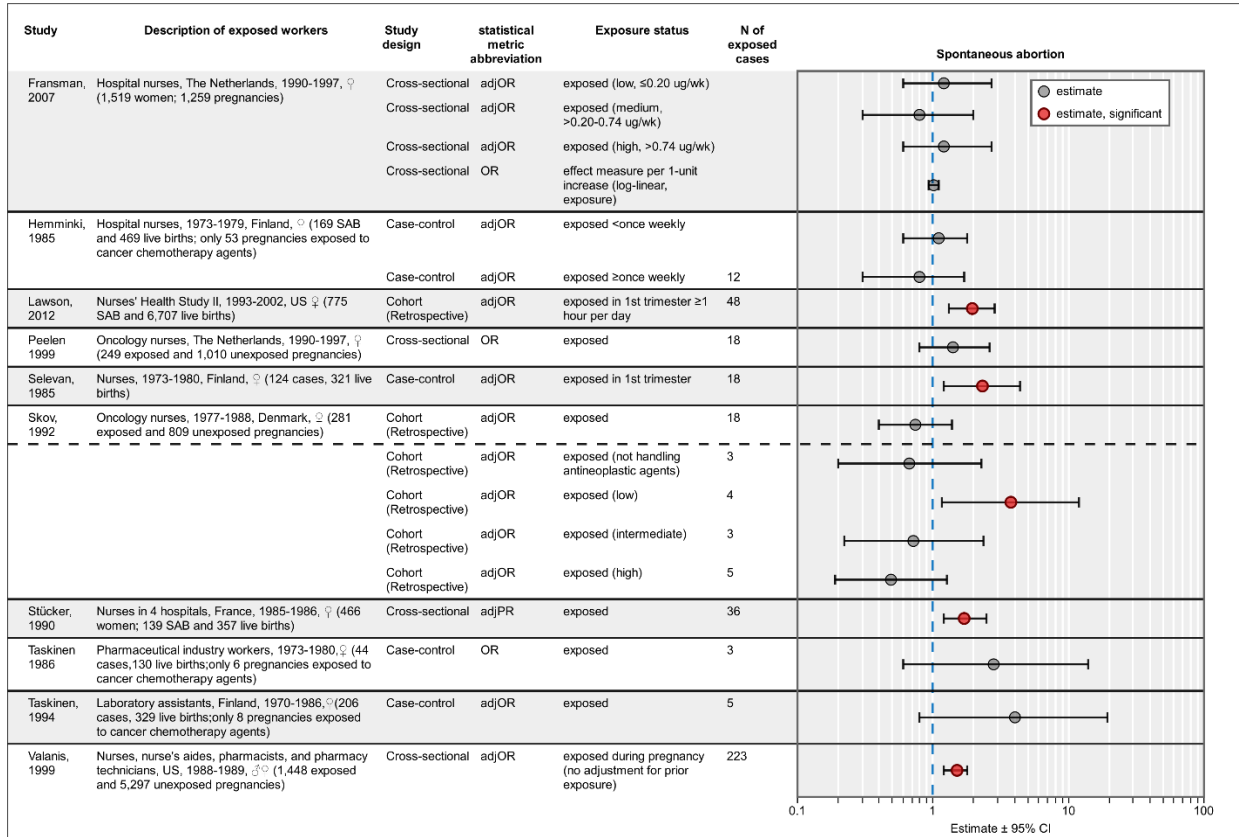 Study Description of exposed workers Study design statistical metric abbreviation Exposure status N of exposed cases
Spontaneous abortion
estimate
estimate, significant
Fransman, 2007 Hospital nurses, The Netherlands, 1990-1997, ♀ (1,519 women; 1,259 pregnancies) Cross-sectional adjOR exposed (low, ≤0.20 ug/wk)
Cross-sectional adjOR exposed (medium, >0.20-0.74 ug/wk)
Cross-sectional adjOR exposed (high, >0.74 ug/wk)
Cross-sectional OR effect measure per 1-unit increase (log-linear, exposure)
Hemminki, 1985 Hospital nurses, 1973-1979, Finland, ♀ (169 SAB and 469 live births; only 53 pregnancies exposed to cancer chemotherapy agents) Case-control adjOR exposed <once weekly
Case-control adjOR exposed ≥once weekly 12
Lawson, 2012 Nurses' Health Study II, 1993-2002, US ♀ (775 SAB and 6,707 live births) Cohort (Retrospective) adjOR exposed in 1st trimester ≥1 hour per day 48
Peelen 1999 Oncology nurses, The Netherlands, 1990-1997, ♀ (249 exposed and 1,010 unexposed pregnancies) Cross-sectional OR exposed 18
Selevan, 1985 Nurses, 1973-1980, Finland, ♀ (124 cases, 321 live births) Case-control adjOR exposed in 1st trimester 18
Skov, 1992 Oncology nurses, 1977-1988, Denmark, ♀ (281 exposed and 809 unexposed pregnancies) Cohort (Retrospective) adjOR exposed 18
Cohort (Retrospective) adjOR exposed (not handling antineoplastic agents) 3
Cohort (Retrospective) adjOR exposed (low) 4
Cohort (Retrospective) adjOR exposed (intermediate) 3
Cohort (Retrospective) adjOR exposed (high) 5
Stücker, 1990 Nurses in 4 hospitals, France, 1985-1986, ♀ (466 women; 139 SAB and 357 live births) Cross-sectional adjPR exposed 36
Taskinen 1986 Pharmaceutical industry workers, 1973-1980,♀ (44 cases,130 live births;only 6 pregnancies exposed to cancer chemotherapy agents) Case-control OR exposed 3
Taskinen, 1994 Laboratory assistants, Finland, 1970-1986,♀(206 cases, 329 live births;only 8 pregnancies exposed to cancer chemotherapy agents) Case-control adjOR exposed 5
Valanis, 1999 Nurses, nurse's aides, pharmacists, and pharmacy technicians, US, 1988-1989, ♂♀ (1,448 exposed and 5,297 unexposed pregnancies) Cross-sectional adjOR exposed during pregnancy (no adjustment for prior exposure) 223
0.1 1 10 100
Estimate ± 95% CI